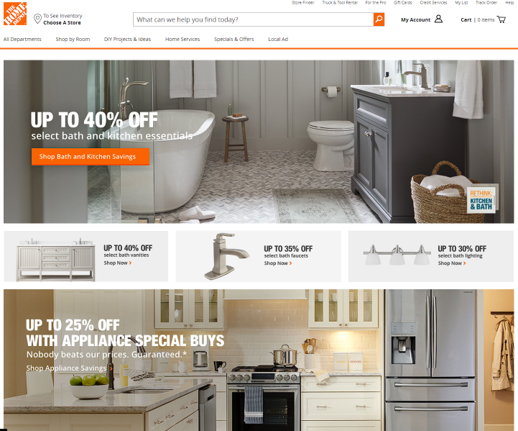 THE HOME DEPOT
Store Finder Truck & Tool Rental For the Pro Gift Cards Credit Services My List Track Order Help
To See Inventory
Choose A Store
What can we help you find today?
My Account
Cart | 0 items
All Departments Shop by Room DIY Projects & Ideas Home Services Specials & Offers Local Ad
UP TO 40% OFF
select bath and kitchen essentials
Shop Bath and Kitchen Savings
RETHINK
KITCHEN
& BATH
UP TO 40% OFF
select bath vanities
Shop Now ›
UP TO 35% OFF
select bath faucets
Shop Now ›
UP TO 30% OFF
select bath lighting
Shop Now ›
UP TO 25% OFF
WITH APPLIANCE SPECIAL BUYS
Nobody beats our prices. Guaranteed.*
Shop Appliance Savings ›